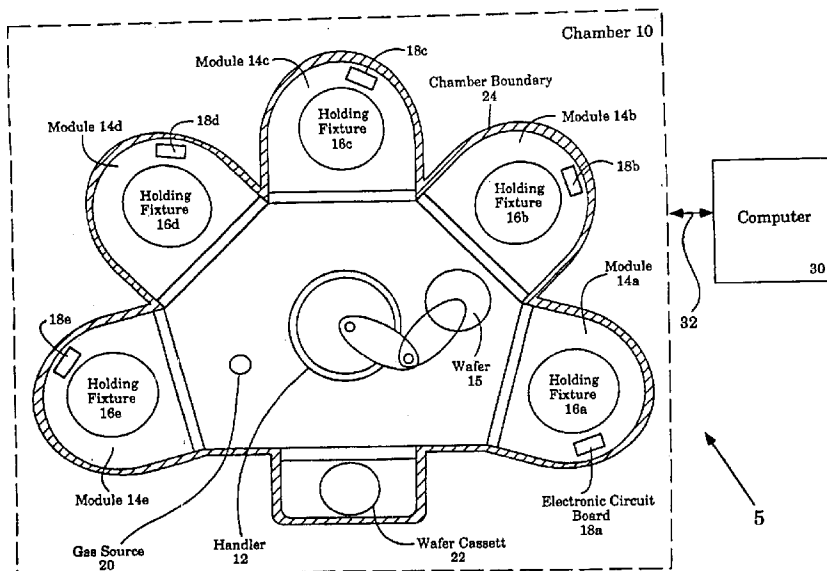 Chamber 10
18c
Module 14c
Chamber Boundary
24
Module 14b
Holding
Fixture
16c
Module 14d
18d
18b
Holding
Fixture
16d
Holding
Fixture
16b
Computer
30
32
Module
14a
18e
Wafer
15
Holding
Fixture
16e
Holding
Fixture
16a
Module 14e
Gas Source
20
Handler
12
Wafer Cassett
22
Electronic Circuit
Board
18a
5